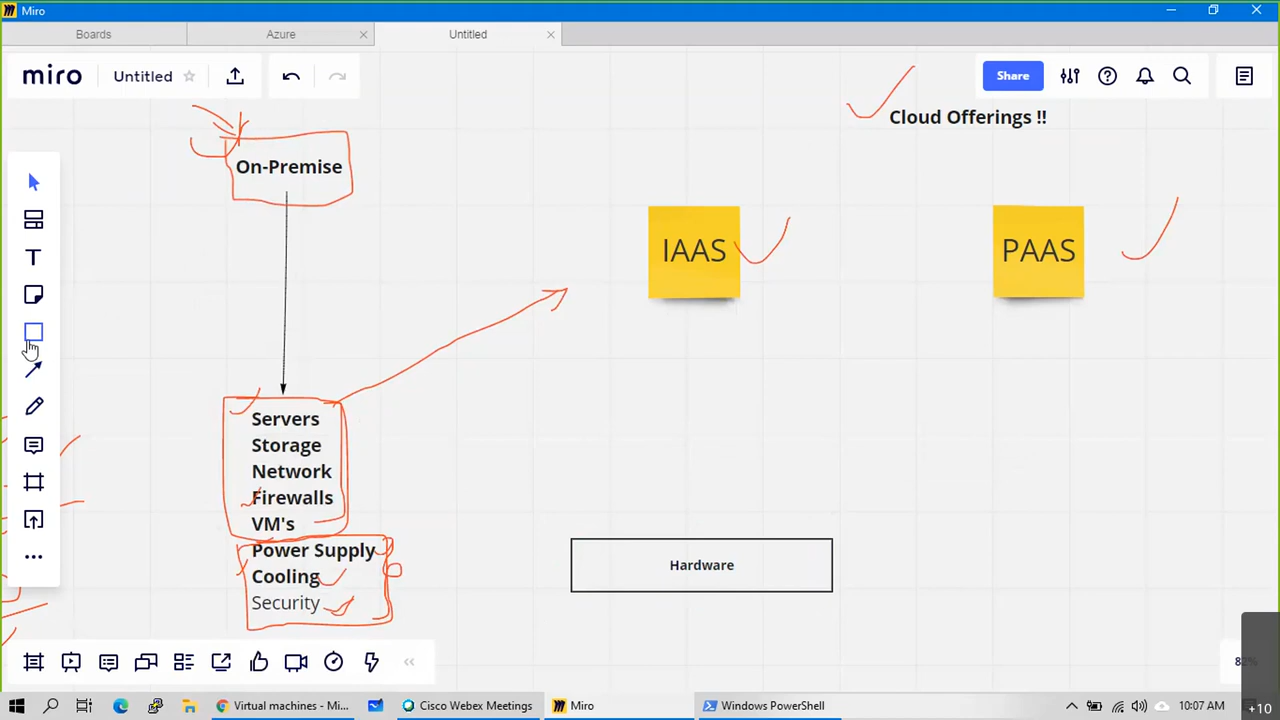 Miro
Boards
Azure
Untitled
miro
Untitled
Share
Cloud Offerings !!
On-Premise
IAAS
PAAS
T
Servers
Storage
Network
Firewalls
VM's
Power Supply
Cooling
Security
Hardware
Virtual machines - Mi...
Cisco Webex Meetings
Miro
Windows PowerShell
10:07 AM
+10